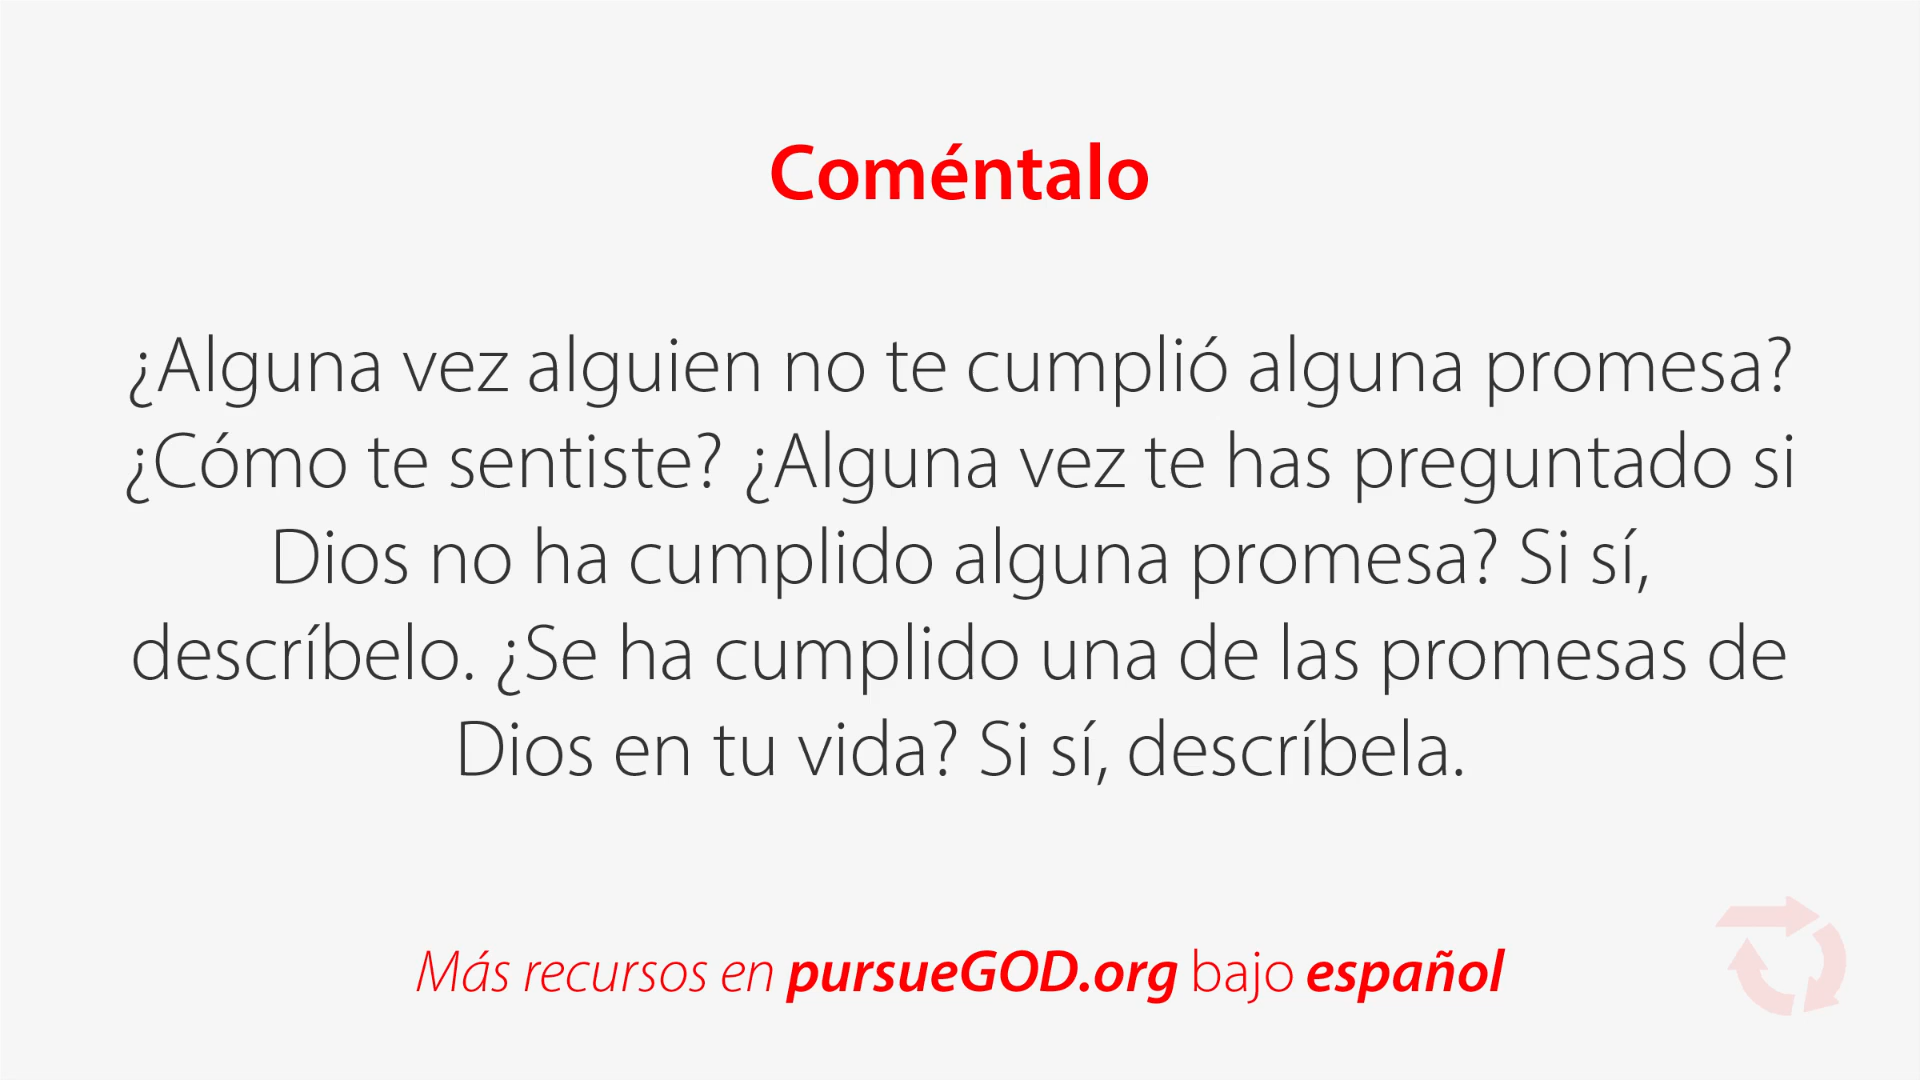 Coméntalo
¿Alguna vez alguien no te cumplió alguna promesa?
¿Cómo te sentiste? ¿Alguna vez te has preguntado si
Dios no ha cumplido alguna promesa? Si sí,
descríbelo. ¿Se ha cumplido una de las promesas de
Dios en tu vida? Si sí, descríbela.
Más recursos en pursueGOD.org bajo español